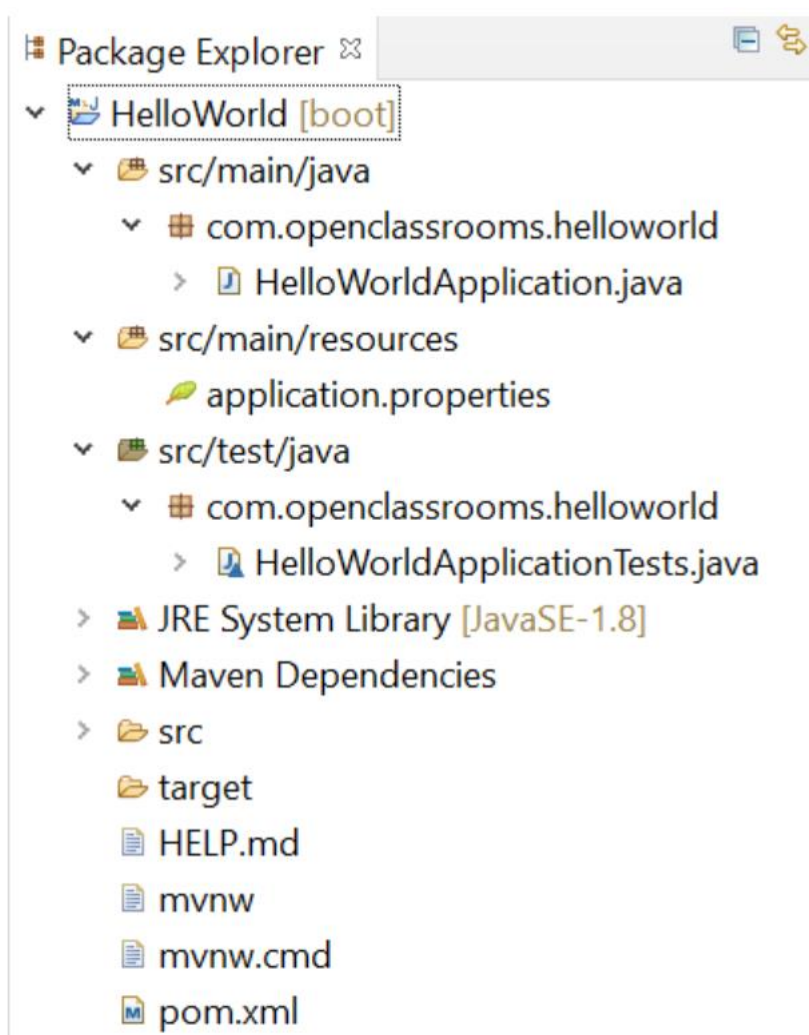 Package Explorer
HelloWorld [boot]
src/main/java
com.openclassrooms.helloworld
HelloWorldApplication.java
src/main/resources
application.properties
src/test/java
com.openclassrooms.helloworld
HelloWorldApplicationTests.java
JRE System Library [JavaSE-1.8]
Maven Dependencies
src
target
HELP.md
mvnw
mvnw.cmd
pom.xml